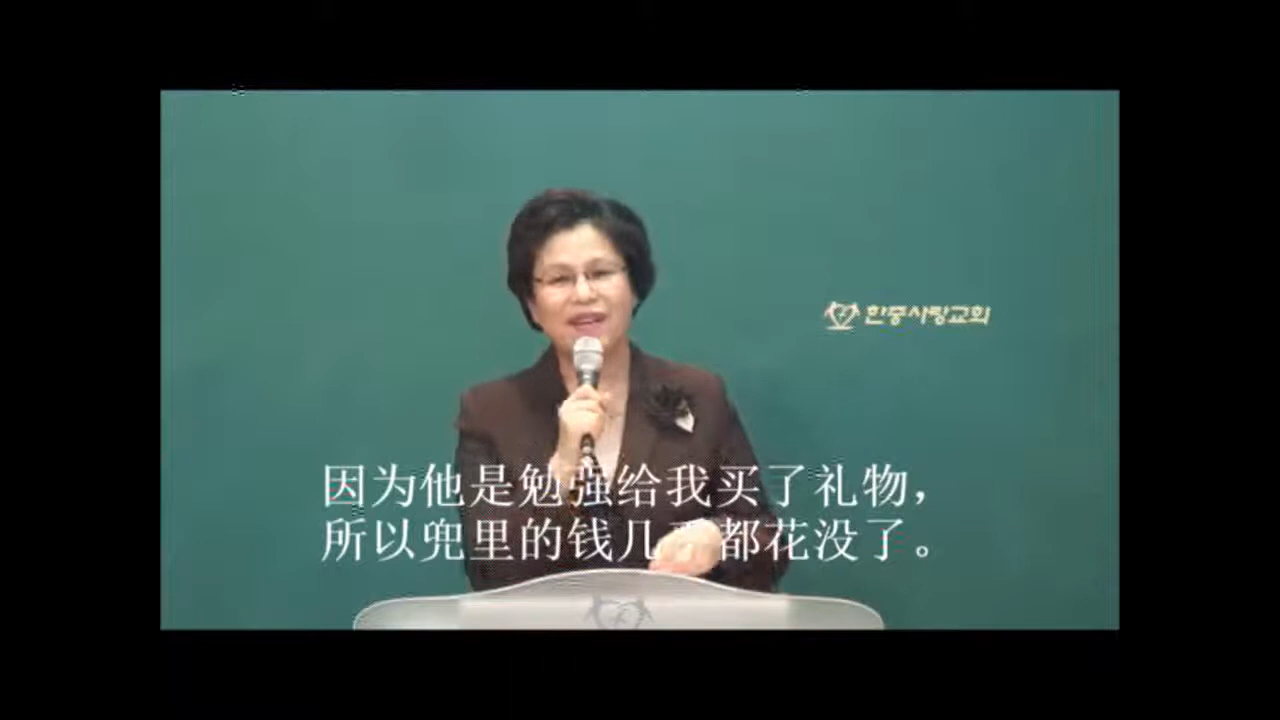 한중사랑교회
因为他是勉强给我买了礼物，
所以兜里的钱几乎都花没了。